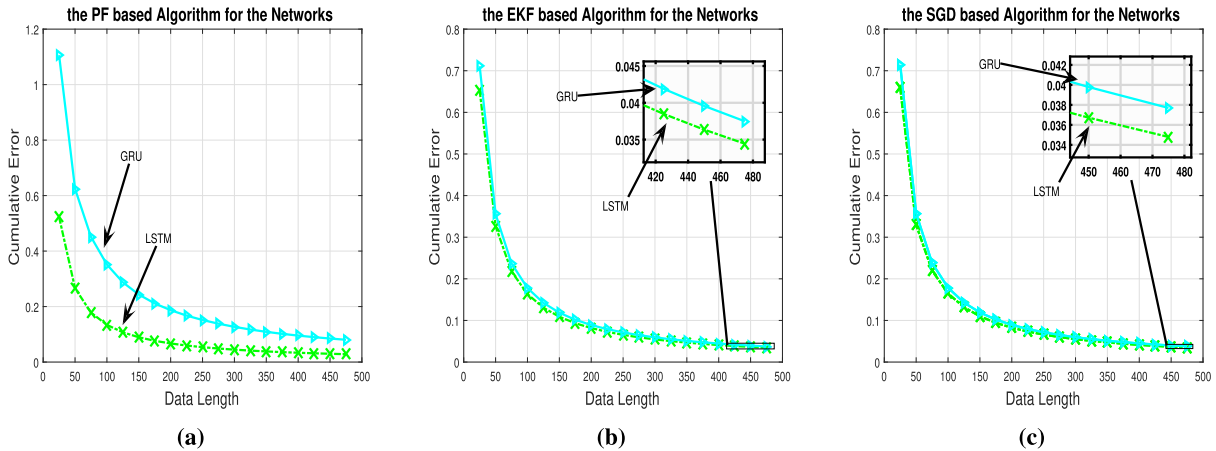 the PF based Algorithm for the Networks
1.2
1
0.8
0.6
0.4
0.2
0
Cumulative Error
GRU
LSTM
0 50 100 150 200 250 300 350 400 450 500
Data Length
(a)
the EKF based Algorithm for the Networks
0.8
0.7
0.6
0.5
0.4
0.3
0.2
0.1
0
Cumulative Error
0.045
0.04
0.035
420 440 460 480
GRU
LSTM
0 50 100 150 200 250 300 350 400 450 500
Data Length
(b)
the SGD based Algorithm for the Networks
0.8
0.7
0.6
0.5
0.4
0.3
0.2
0.1
0
Cumulative Error
0.042
0.04
0.038
0.036
0.034
450 460 470 480
GRU
LSTM
0 50 100 150 200 250 300 350 400 450 500
Data Length
(c)